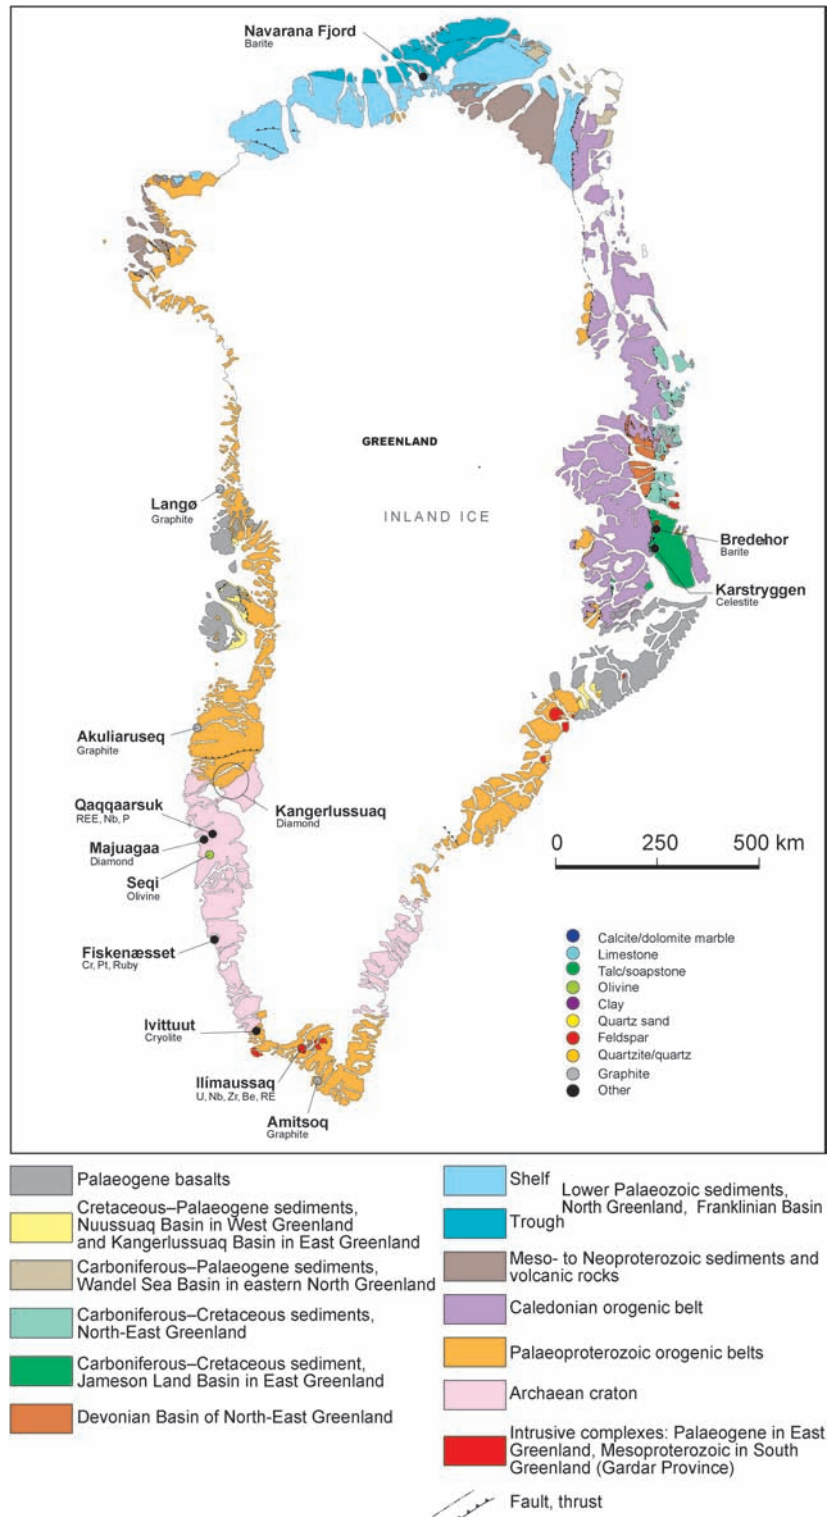 Navarana Fjord
Barite
GREENLAND
INLAND ICE
Langø
Graphite
Bredehor
Barite
Karstryggen
Celestite
Akuliaruseq
Graphite
Qaqqaarsuk
REE, Nb, P
Kangerlussuaq
Diamond
Majuagaa
Diamond
Seqi
Olivine
Fiskenæsset
Cr, Pt, Ruby
Ivittuut
Cryolite
Ilímaussaq
U, Nb, Zr, Be, RE
Amitsoq
Graphite
0 250 500 km
Calcite/dolomite marble
Limestone
Talc/soapstone
Olivine
Clay
Quartz sand
Feldspar
Quartzite/quartz
Graphite
Other
Palaeogene basalts
Cretaceous–Palaeogene sediments,
Nuussuaq Basin in West Greenland
and Kangerlussuaq Basin in East Greenland
Carboniferous–Palaeogene sediments,
Wandel Sea Basin in eastern North Greenland
Carboniferous–Cretaceous sediments,
North-East Greenland
Carboniferous–Cretaceous sediment,
Jameson Land Basin in East Greenland
Devonian Basin of North-East Greenland
Shelf
Trough
Lower Palaeozoic sediments,
North Greenland, Franklinian Basin
Meso- to Neoproterozoic sediments and
volcanic rocks
Caledonian orogenic belt
Palaeoproterozoic orogenic belts
Archaean craton
Intrusive complexes: Palaeogene in East
Greenland, Mesoproterozoic in South
Greenland (Gardar Province)
Fault, thrust